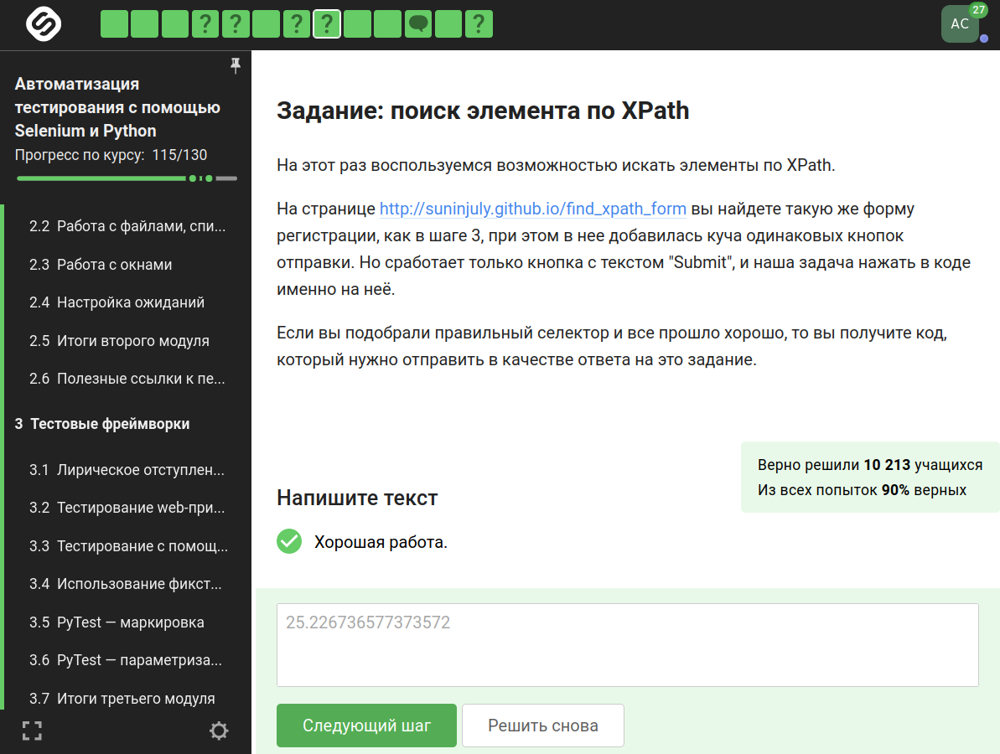 ? ? ? ? ?
AC
27
Автоматизация
тестирования с помощью
Selenium и Python
Прогресс по курсу: 115/130
2.2 Работа с файлами, спи...
2.3 Работа с окнами
2.4 Настройка ожиданий
2.5 Итоги второго модуля
2.6 Полезные ссылки к пе...
3 Тестовые фреймворки
3.1 Лирическое отступлен...
3.2 Тестирование web-при...
3.3 Тестирование с помощ...
3.4 Использование фикст...
3.5 PyTest — маркировка
3.6 PyTest — параметриза...
3.7 Итоги третьего модуля
Задание: поиск элемента по XPath
На этот раз воспользуемся возможностью искать элементы по XPath.
На странице http://suninjuly.github.io/find_xpath_form вы найдете такую же форму
регистрации, как в шаге 3, при этом в нее добавилась куча одинаковых кнопок
отправки. Но сработает только кнопка с текстом "Submit", и наша задача нажать в коде
именно на неё.
Если вы подобрали правильный селектор и все прошло хорошо, то вы получите код,
который нужно отправить в качестве ответа на это задание.
Верно решили 10 213 учащихся
Из всех попыток 90% верных
Напишите текст
Хорошая работа.
25.226736577373572
Следующий шаг
Решить снова